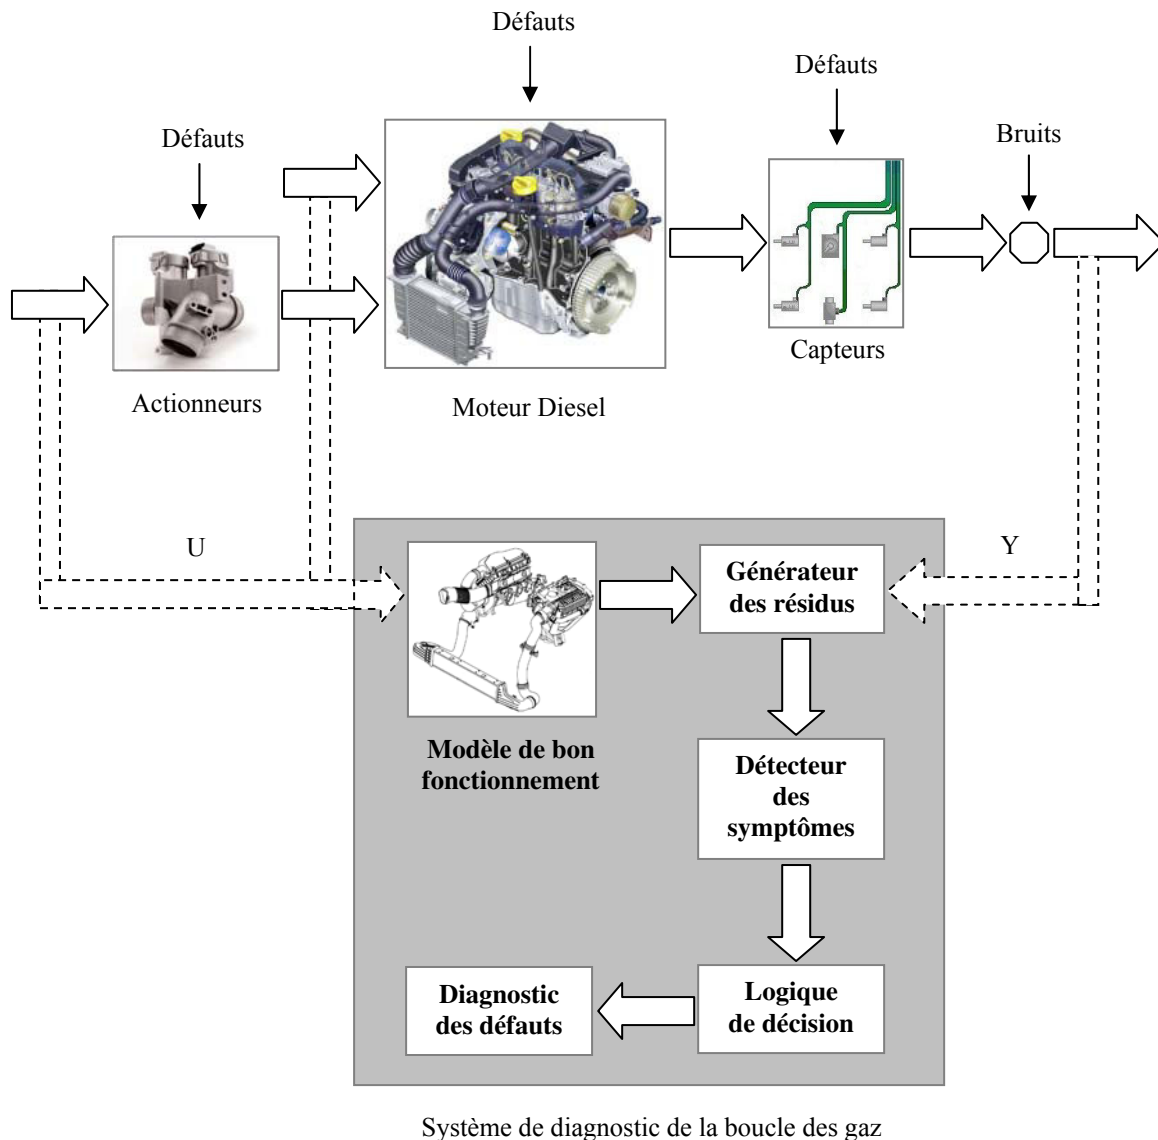 Défauts
Défauts
Défauts
Bruits
Actionneurs
Moteur Diesel
Capteurs
U
Y
Générateur
des résidus
Modèle de bon
fonctionnement
Détecteur
des
symptômes
Diagnostic
des défauts
Logique
de décision
Système de diagnostic de la boucle des gaz